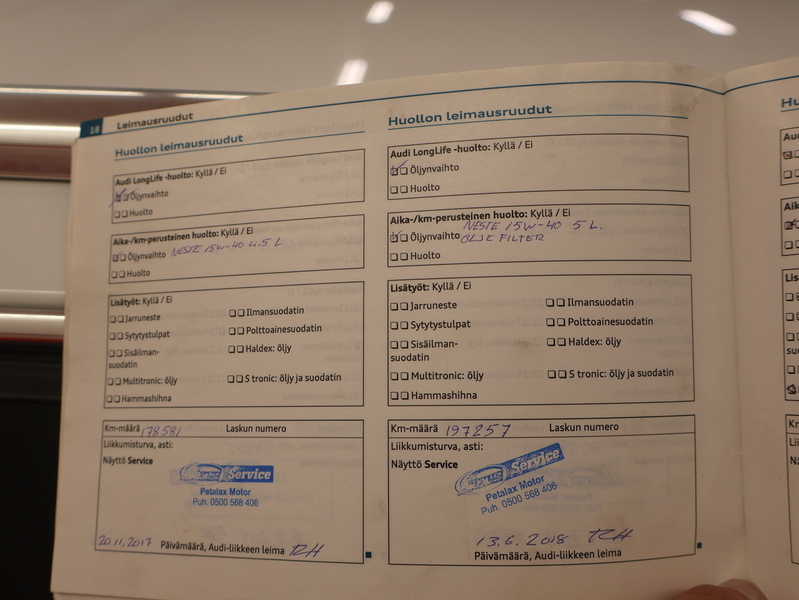 18 Leimausruudut
Huollon leimausruudut
Audi LongLife -huolto: Kyllä / Ei
Öljynvaihto
Huolto
Aika-/km-perusteinen huolto: Kyllä / Ei
Öljynvaihto NESTE 15W-40 4.5 L
Huolto
Lisätyöt: Kyllä / Ei
Jarruneste
Ilmansuodatin
Sytytystulpat
Polttoainesuodatin
Sisäilman-
suodatin
Haldex: öljy
Multitronic: öljy
S tronic: öljy ja suodatin
Hammashihna
Km-määrä 178581 Laskun numero
Liikkumisturva, asti:
Näyttö Service
Service
Petalax Motor
Puh. 0500 568 406
20.11.2017 Päivämäärä, Audi-liikkeen leima RH
Huollon leimausruudut
Audi LongLife -huolto: Kyllä / Ei
Öljynvaihto
Huolto
Aika-/km-perusteinen huolto: Kyllä / Ei
NESTE 15W-40 5 L.
Öljynvaihto OLJE FILTER
Huolto
Lisätyöt: Kyllä / Ei
Jarruneste
Ilmansuodatin
Sytytystulpat
Polttoainesuodatin
Sisäilman-
suodatin
Haldex: öljy
Multitronic: öljy
S tronic: öljy ja suodatin
Hammashihna
Km-määrä 197257 Laskun numero
Liikkumisturva, asti:
Näyttö Service
Service
Petalax Motor
Puh. 0500 568 406
13.6.2018 RH
Päivämäärä, Audi-liikkeen leima